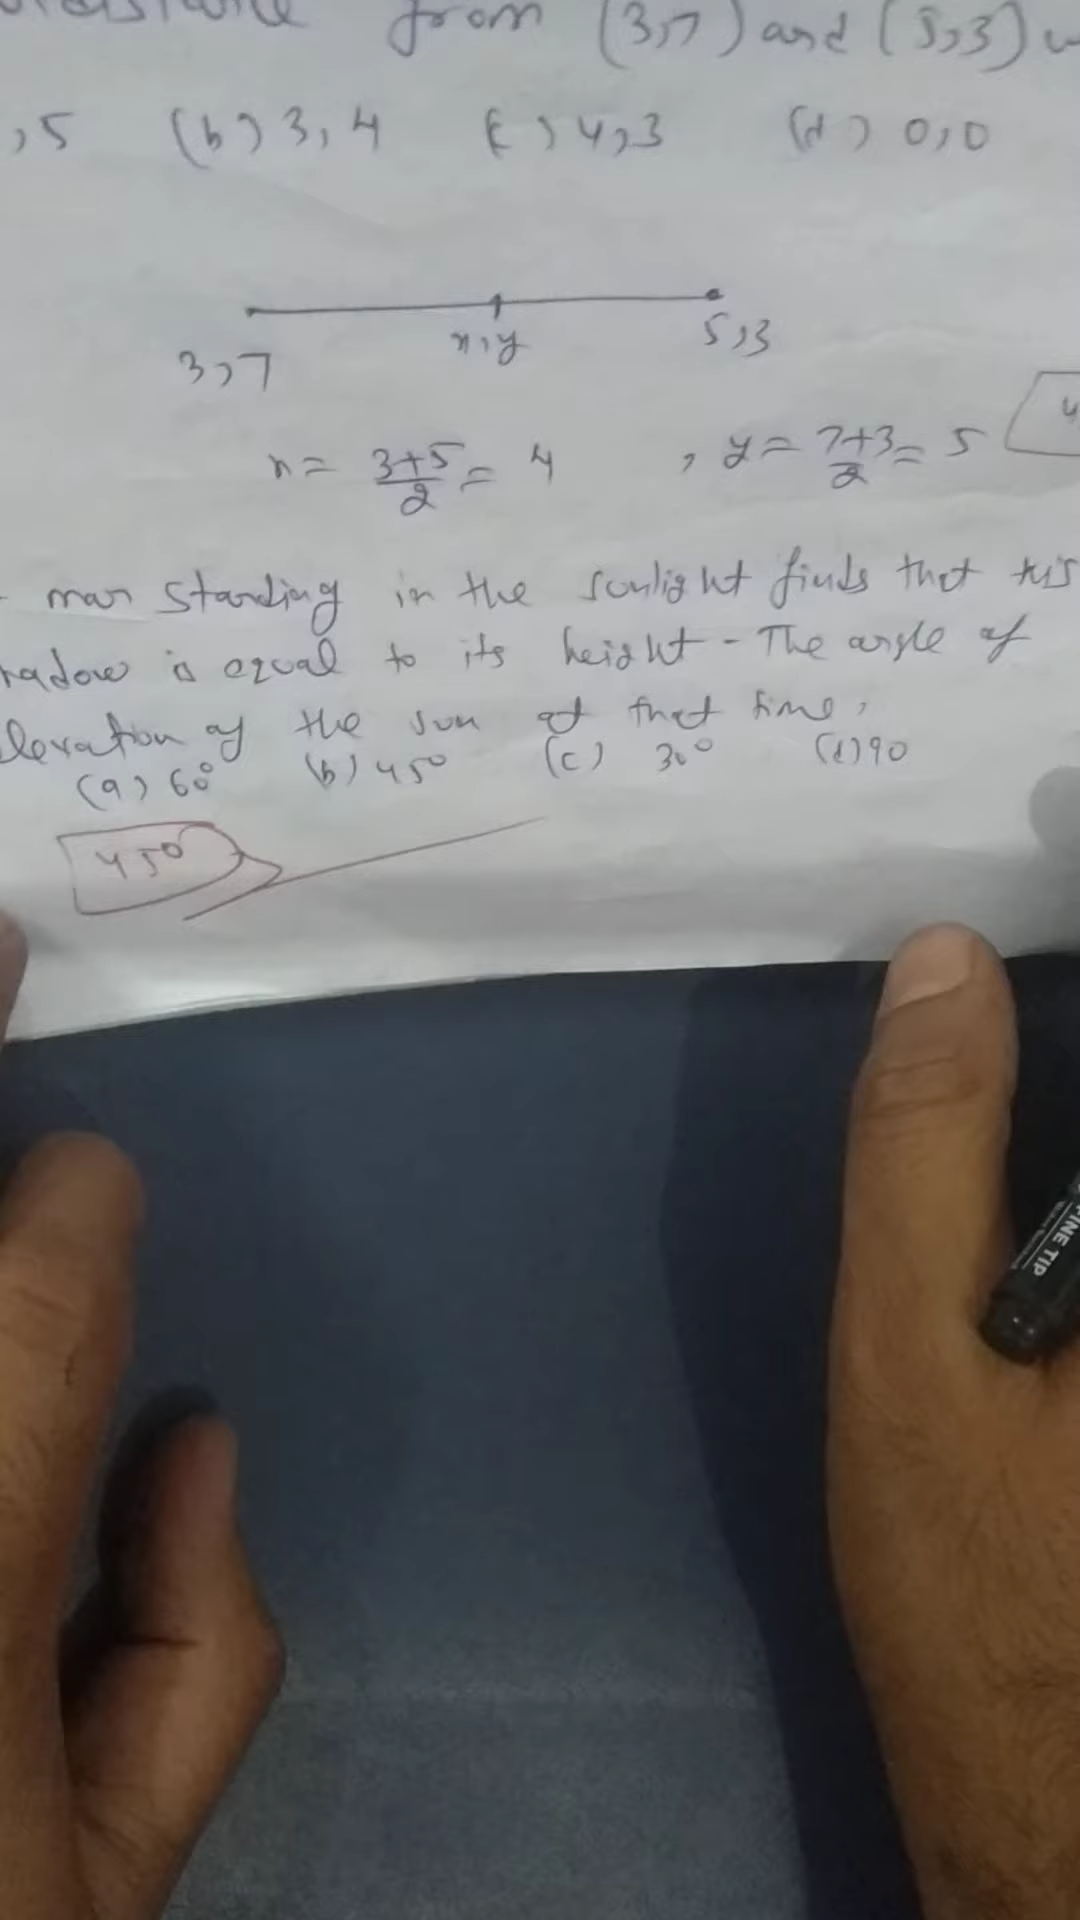 from (3,7) and (5,3)
,5 (b) 3,4 (c) 4,3 (d) 0,0
3,7 x,y 5,3
x = 3+5/2 = 4 , y = 7+3/2 = 5
man standing in the sunlight finds that his
is equal to its height - The angle of
of the sun at that time,
(a) 60° (b) 45° (c) 30° (d) 90
45°
FINE TIP